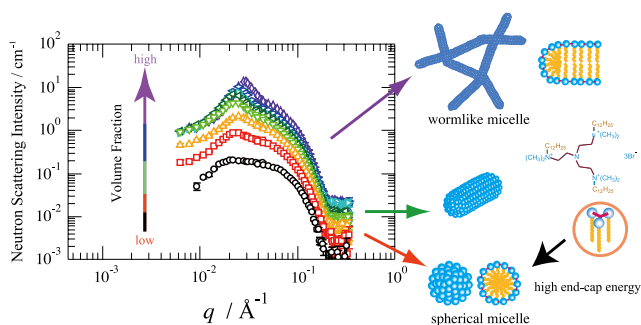 Neutron Scattering Intensity / cm⁻¹
10²
10¹
10⁰
10⁻¹
10⁻²
10⁻³
10⁻³
10⁻²
10⁻¹
10⁰
q / Å⁻¹
high
Volume Fraction
low
wormlike micelle
C₁₂H₂₅
N⁺(CH₃)₂
C₁₂H₂₅
(CH₃)₂N⁺
N
3Br⁻
N⁺(CH₃)₂
C₁₂H₂₅
high end-cap energy
spherical micelle